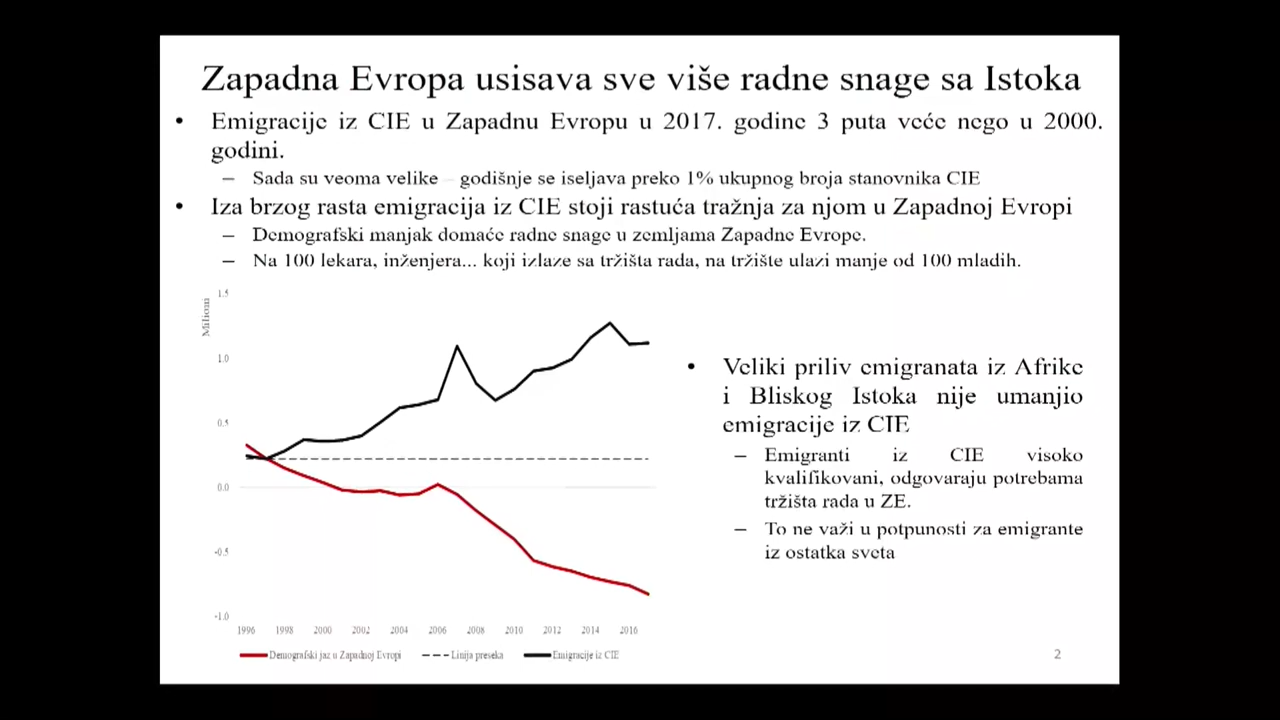 Zapadna Evropa usisava sve više radne snage sa Istoka
• Emigracije iz CIE u Zapadnu Evropu u 2017. godine 3 puta veće nego u 2000.
godini.
– Sada su veoma velike – godišnje se iseljava preko 1% ukupnog broja stanovnika CIE
• Iza brzog rasta emigracija iz CIE stoji rastuća tražnja za njom u Zapadnoj Evropi
– Demografski manjak domaće radne snage u zemljama Zapadne Evrope.
– Na 100 lekara, inženjera... koji izlaze sa tržišta rada, na tržište ulazi manje od 100 mladih.
Milioni
1.5
1.0
0.5
0.0
-0.5
-1.0
1996 1998 2000 2002 2004 2006 2008 2010 2012 2014 2016
Demografski jaz u Zapadnoj Evropi Linija preseka Emigracije iz CIE
• Veliki priliv emigranata iz Afrike
i Bliskog Istoka nije umanjio
emigracije iz CIE
– Emigranti iz CIE visoko
kvalifikovani, odgovaraju potrebama
tržišta rada u ZE.
– To ne važi u potpunosti za emigrante
iz ostatka sveta
2